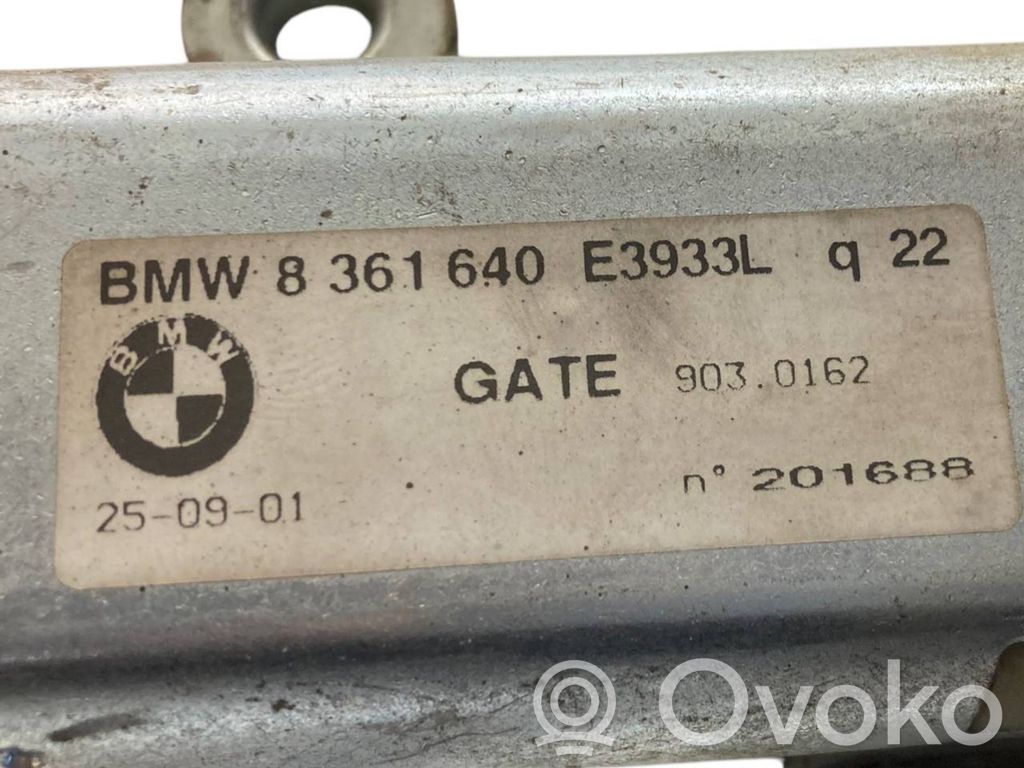 BMW 8 361 640 E3933L q 22
BMW
GATE 903.0162
25-09-01
n° 201688
Ovoko